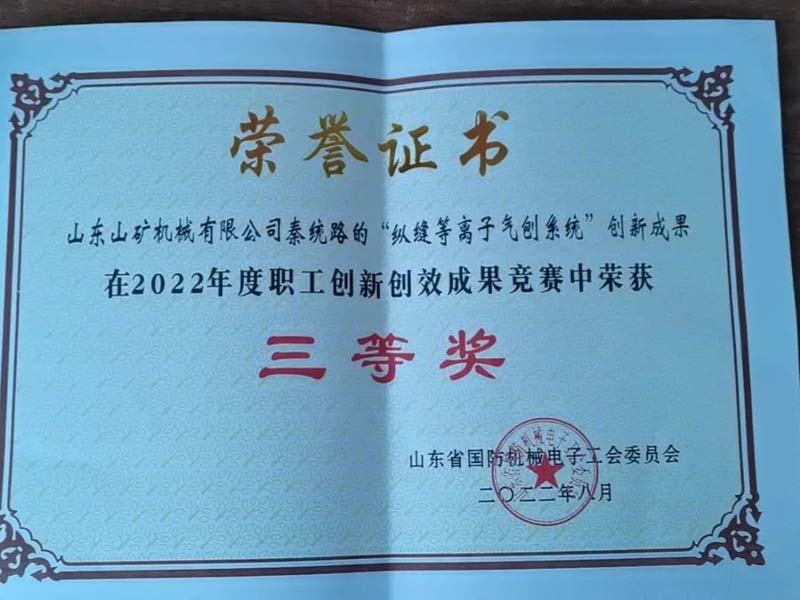 荣誉证书
山东山矿机械有限公司秦统路的“纵缝等离子气刨系统”创新成果
在2022年度职工创新创效成果竞赛中荣获
三等奖
山东省国防机械电子工会委员会
二〇二二年八月